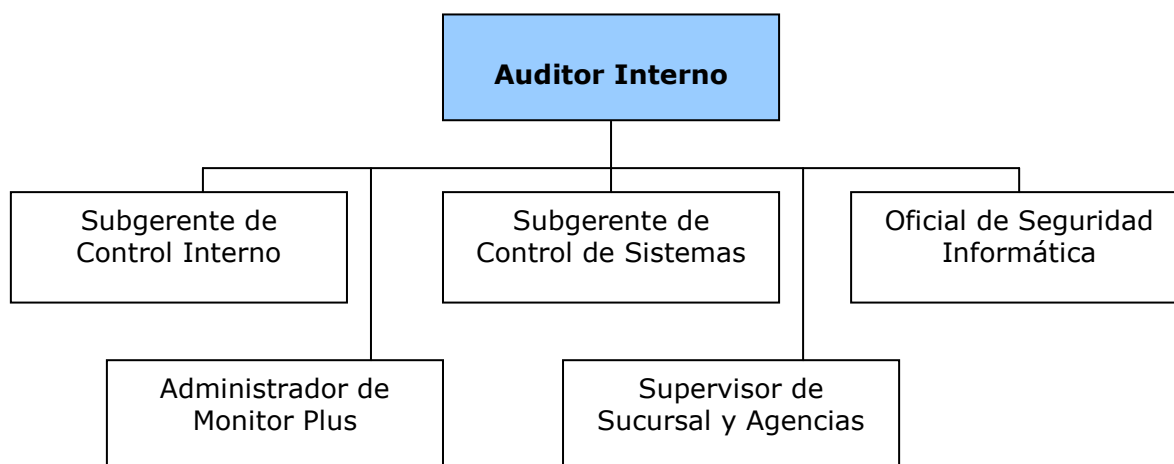 Auditor Interno
Subgerente de
Control Interno
Subgerente de
Control de Sistemas
Oficial de Seguridad
Informática
Administrador de
Monitor Plus
Supervisor de
Sucursal y Agencias